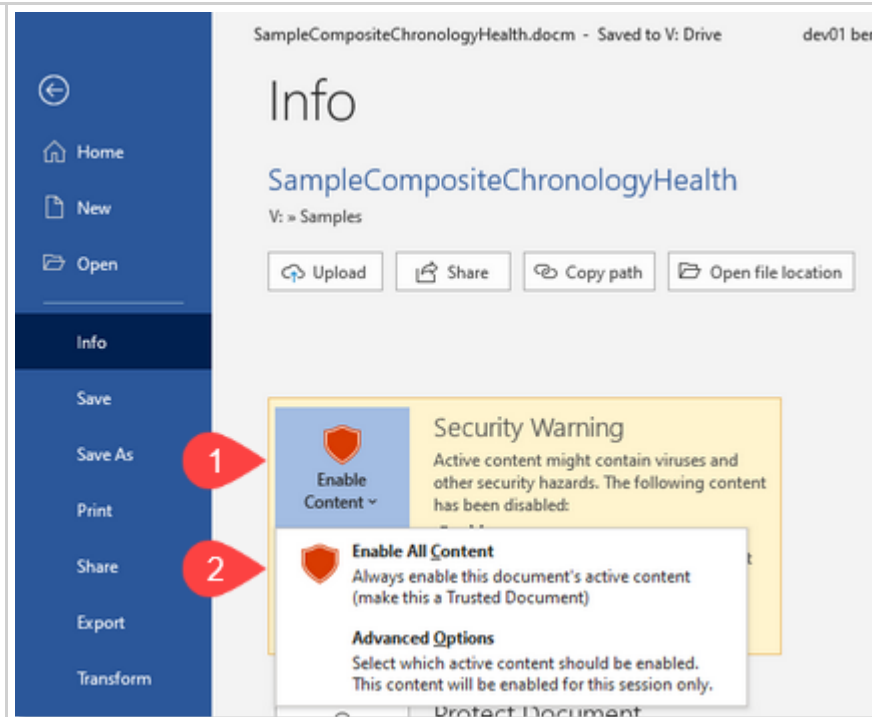 SampleCompositeChronologyHealth.docm - Saved to V: Drive
dev01 ber
Info
Home
New
Open
Info
Save
Save As
Print
Share
Export
Transform
SampleCompositeChronologyHealth
V: » Samples
Upload
Share
Copy path
Open file location
1
Enable
Content
Security Warning
Active content might contain viruses and
other security hazards. The following content
has been disabled:
2
Enable All Content
Always enable this document's active content
(make this a Trusted Document)
Advanced Options
Select which active content should be enabled.
This content will be enabled for this session only.
Protect Document